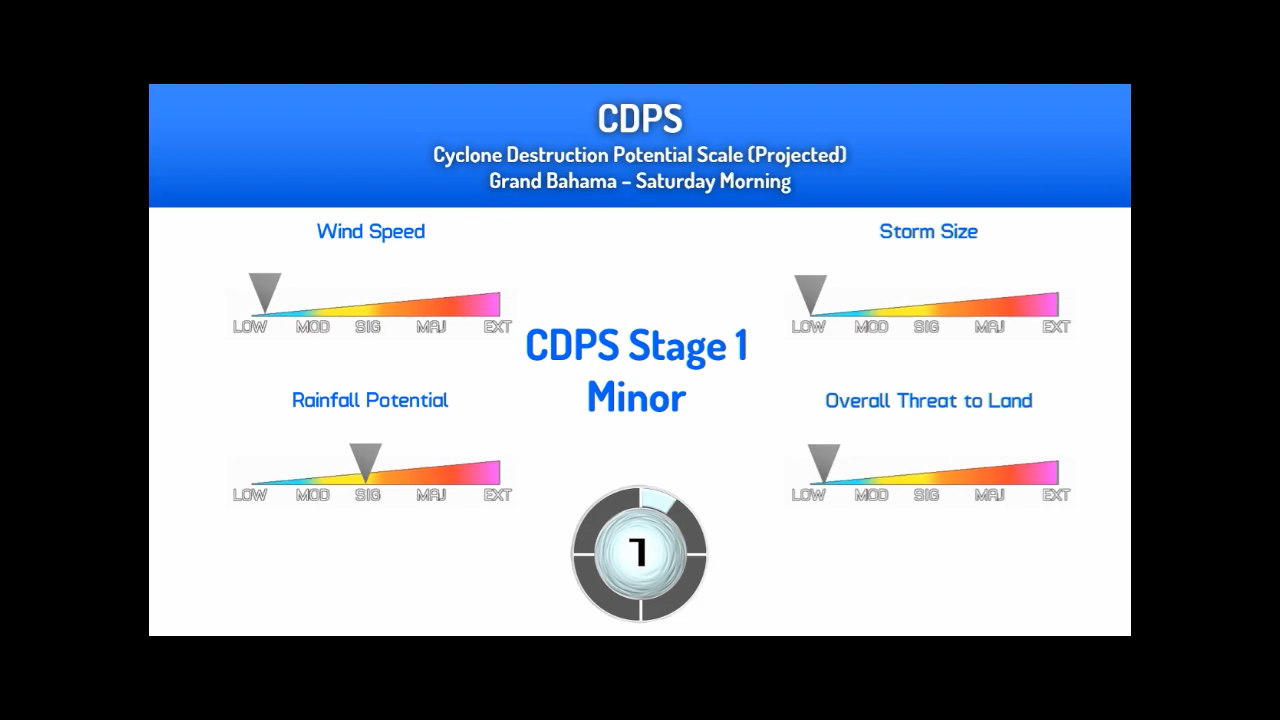 CDPS
Cyclone Destruction Potential Scale (Projected)
Grand Bahama – Saturday Morning
Wind Speed
LOW MOD SIG MAJ EXT
Storm Size
LOW MOD SIG MAJ EXT
CDPS Stage 1
Minor
Rainfall Potential
LOW MOD SIG MAJ EXT
Overall Threat to Land
LOW MOD SIG MAJ EXT
1